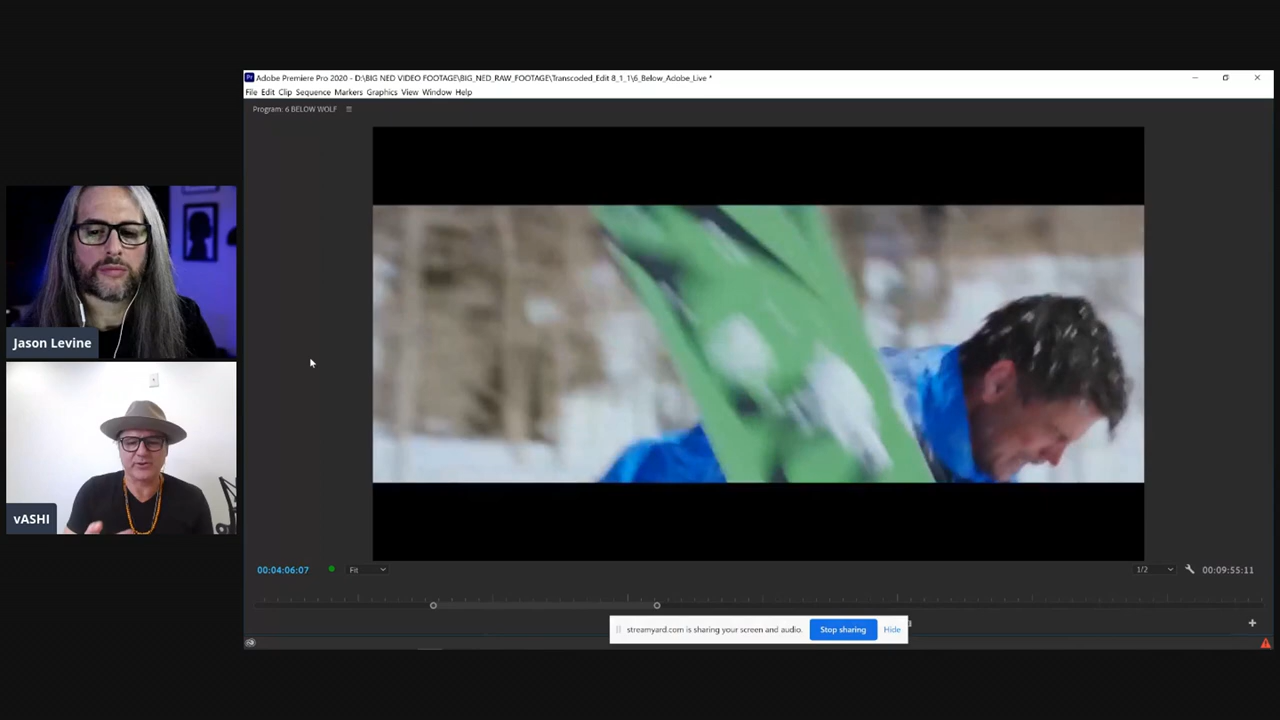 Adobe Premiere Pro 2020 - D:\BIG NED VIDEO FOOTAGE\BIG_NED_RAW_FOOTAGE\Transcoded_Edit 8_1_1\6_Below_Adobe_Live *
File Edit Clip Sequence Markers Graphics View Window Help
Program: 6 BELOW WOLF
Jason Levine
vASHI
00:04:06:07
Fit
1/2
00:09:55:11
streamyard.com is sharing your screen and audio.
Stop sharing
Hide